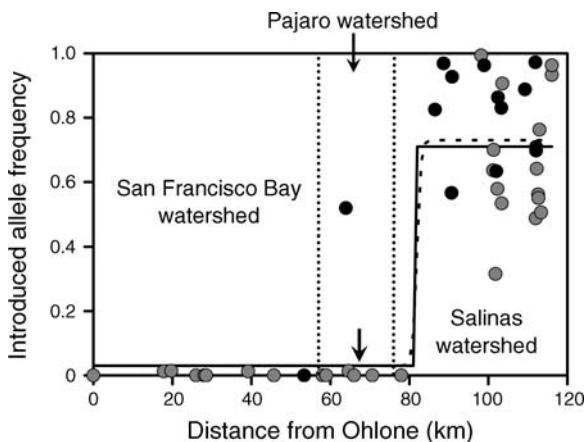 Pajaro watershed
1.0
0.8
0.6
0.4
0.2
0
Introduced allele frequency
San Francisco Bay
watershed
Salinas
watershed
0
20
40
60
80
100
120
Distance from Ohlone (km)